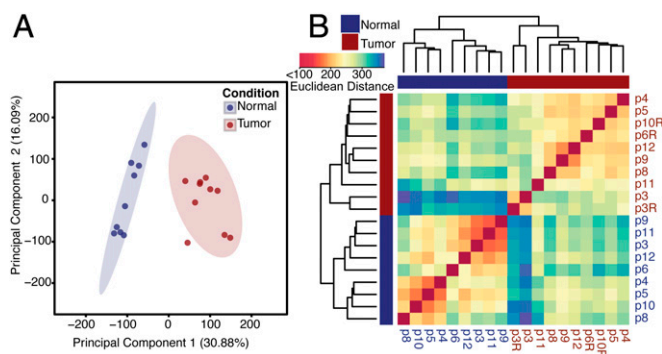 A
Condition
Normal
Tumor
Principal Component 2 (16.09%)
200
100
0
−100
−200
−200
−100
0
100
200
Principal Component 1 (30.88%)
B
Normal
Tumor
<100
200
300
Euclidean Distance
p4
p5
p10R
p6R
p12
p9
p8
p11
p3
p3R
p9
p11
p3
p12
p6
p4
p5
p10
p8
p8
p10
p5
p4
p6
p12
p3
p11
p9
p3R
p3
p11
p8
p9
p12
p6R
p10R
p5
p4